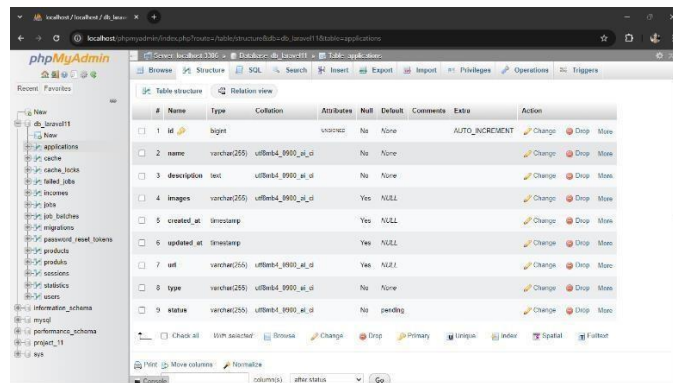 localhost / localhost / db_larave
localhost/phpmyadmin/index.php?route=/table/structure&db=db_laravel11&table=applications
phpMyAdmin
Recent Favorites
New
db_laravel11
New
applications
cache
cache_locks
failed_jobs
incomes
jobs
job_batches
migrations
password_reset_tokens
products
produks
sessions
statistics
users
information_schema
mysql
performance_schema
project_11
sys
Server: localhost:3306 » Database: db_laravel11 » Table: applications
Browse Structure SQL Search Insert Export Import Privileges Operations Triggers
Table structure Relation view
# Name Type Collation Attributes Null Default Comments Extra Action
1 id bigint UNSIGNED No None AUTO_INCREMENT Change Drop More
2 name varchar(255) utf8mb4_0900_ai_ci No None Change Drop More
3 description text utf8mb4_0900_ai_ci No None Change Drop More
4 images varchar(255) utf8mb4_0900_ai_ci Yes NULL Change Drop More
5 created_at timestamp Yes NULL Change Drop More
6 updated_at timestamp Yes NULL Change Drop More
7 url varchar(255) utf8mb4_0900_ai_ci Yes NULL Change Drop More
8 type varchar(255) utf8mb4_0900_ai_ci No None Change Drop More
9 status varchar(255) utf8mb4_0900_ai_ci No pending Change Drop More
Check all With selected: Browse Change Drop Primary Unique Index Spatial Fulltext
Print Move columns Normalize
Console column(s) after status Go